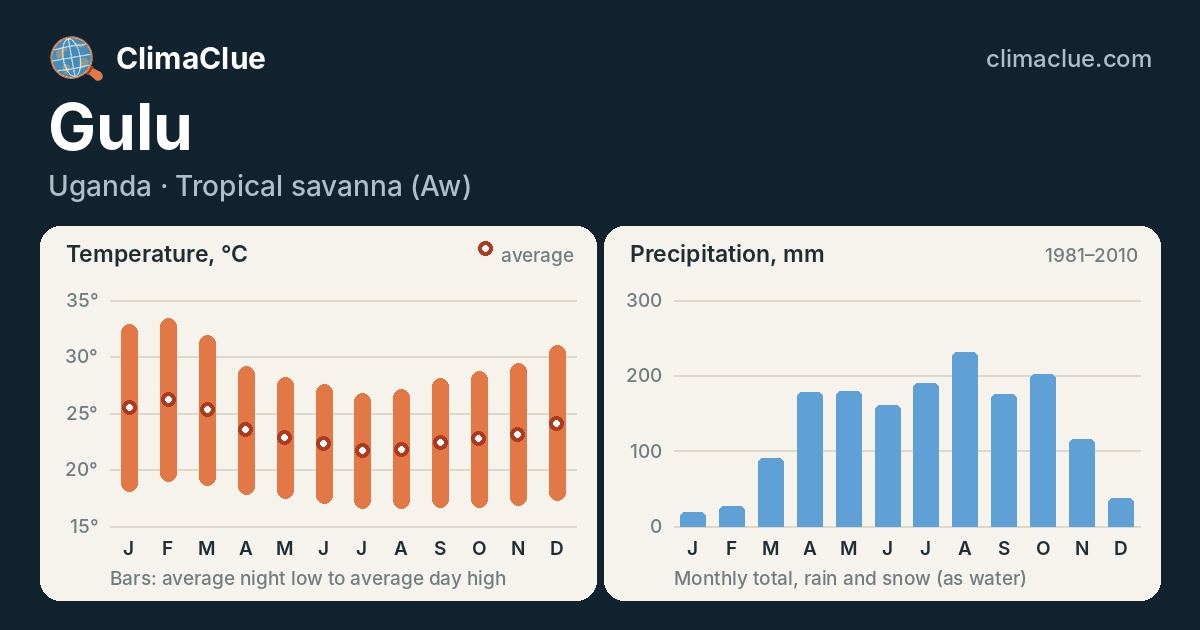 ClimaClue
climaclue.com
Gulu
Uganda · Tropical savanna (Aw)
Temperature, °C
average
35°
30°
25°
20°
15°
J F M A M J J A S O N D
Bars: average night low to average day high
Precipitation, mm
1981–2010
300
200
100
0
J F M A M J J A S O N D
Monthly total, rain and snow (as water)